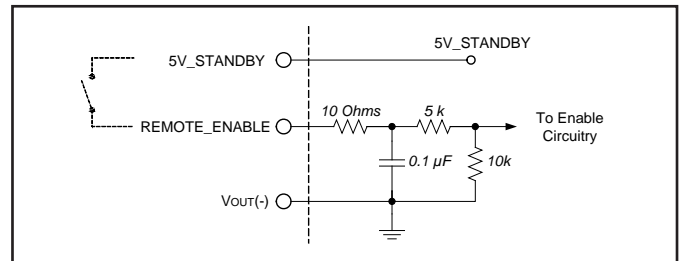 5V_STANDBY
5V_STANDBY
10 Ohms
5 k
REMOTE_ENABLE
To Enable
Circuitry
0.1 µF
10k
VOUT(-)